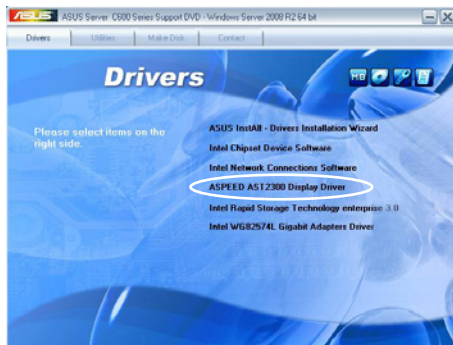 ASUS ASUS Server C600 Series Support DVD - Windows Server 2008 R2 64 bit
Drivers Utilities Make Disk Contact
Drivers
MB
Please select items on the
right side.
ASUS InstAll - Drivers Installation Wizard
Intel Chipset Device Software
Intel Network Connections Software
ASPEED AST2300 Display Driver
Intel Rapid Storage Technology enterprise 3.0
Intel WG82574L Gigabit Adapters Driver